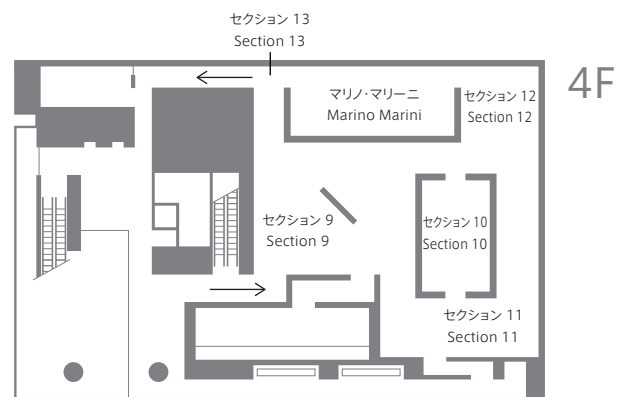 セクション 13
Section 13
4F
マリノ・マリーニ
Marino Marini
セクション 12
Section 12
セクション 9
Section 9
セクション 10
Section 10
セクション 11
Section 11